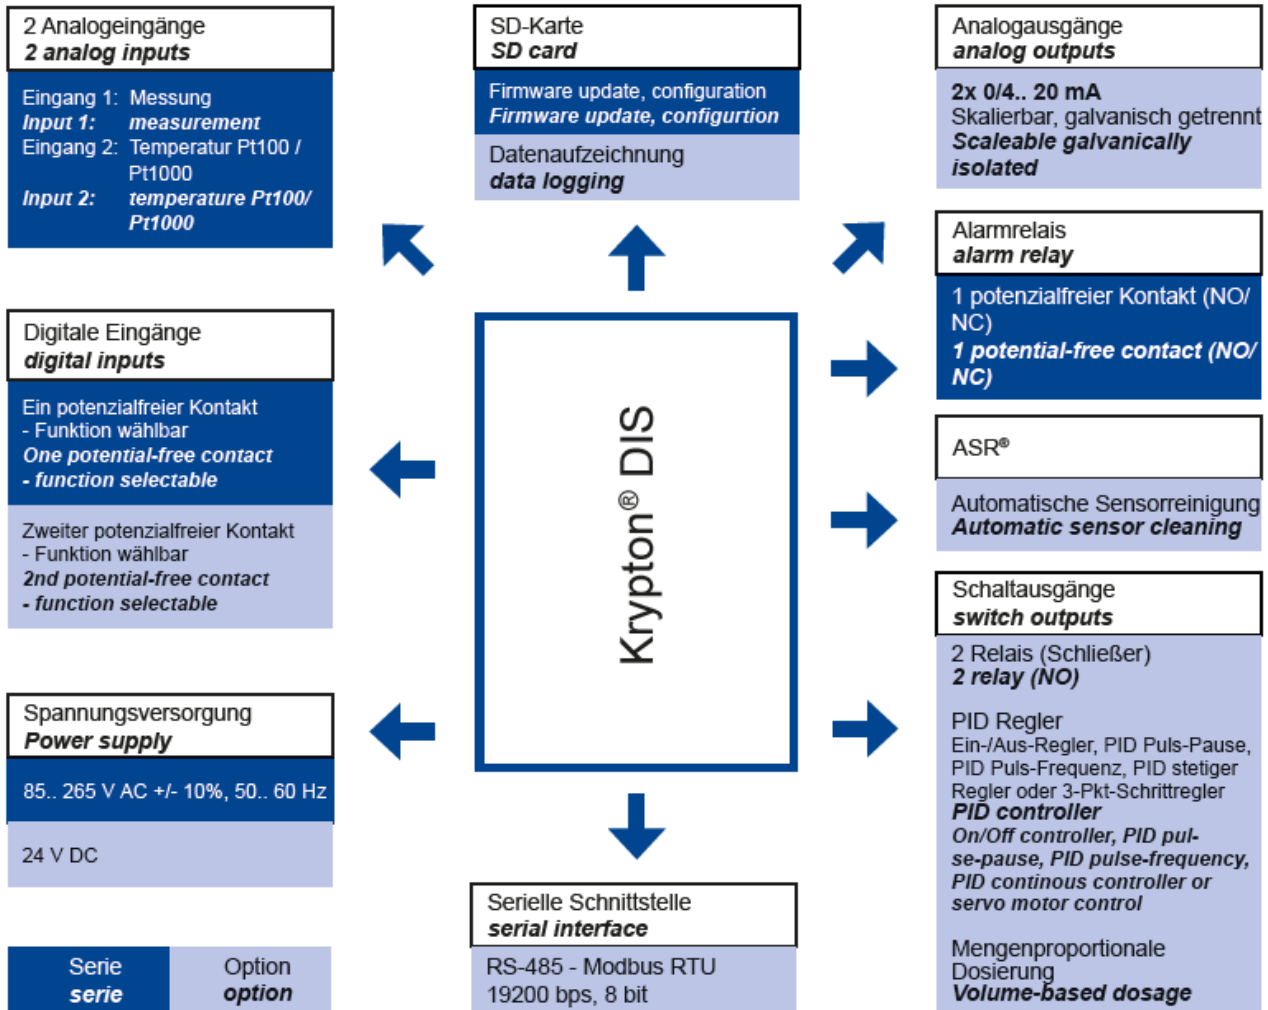 2 Analogeingänge
2 analog inputs
Eingang 1: Messung
Input 1: measurement
Eingang 2: Temperatur Pt100 /
Pt1000
Input 2: temperature Pt100/
Pt1000
SD-Karte
SD card
Firmware update, configuration
Firmware update, configurtion
Datenaufzeichnung
data logging
Analogausgänge
analog outputs
2x 0/4.. 20 mA
Skalierbar, galvanisch getrennt
Scaleable galvanically
isolated
Alarmrelais
alarm relay
1 potenzialfreier Kontakt (NO/
NC)
1 potential-free contact (NO/
NC)
Digitale Eingänge
digital inputs
Ein potenzialfreier Kontakt
- Funktion wählbar
One potential-free contact
- function selectable
Zweiter potenzialfreier Kontakt
- Funktion wählbar
2nd potential-free contact
- function selectable
Krypton® DIS
ASR®
Automatische Sensorreinigung
Automatic sensor cleaning
Schaltausgänge
switch outputs
2 Relais (Schließer)
2 relay (NO)
PID Regler
Ein-/Aus-Regler, PID Puls-Pause,
PID Puls-Frequenz, PID stetiger
Regler oder 3-Pkt-Schrittregler
PID controller
On/Off controller, PID pul-
se-pause, PID pulse-frequency,
PID continous controller or
servo motor control
Mengenproportionale
Dosierung
Volume-based dosage
Spannungsversorgung
Power supply
85.. 265 V AC +/- 10%, 50.. 60 Hz
24 V DC
Serielle Schnittstelle
serial interface
RS-485 - Modbus RTU
19200 bps, 8 bit
Serie
serie
Option
option